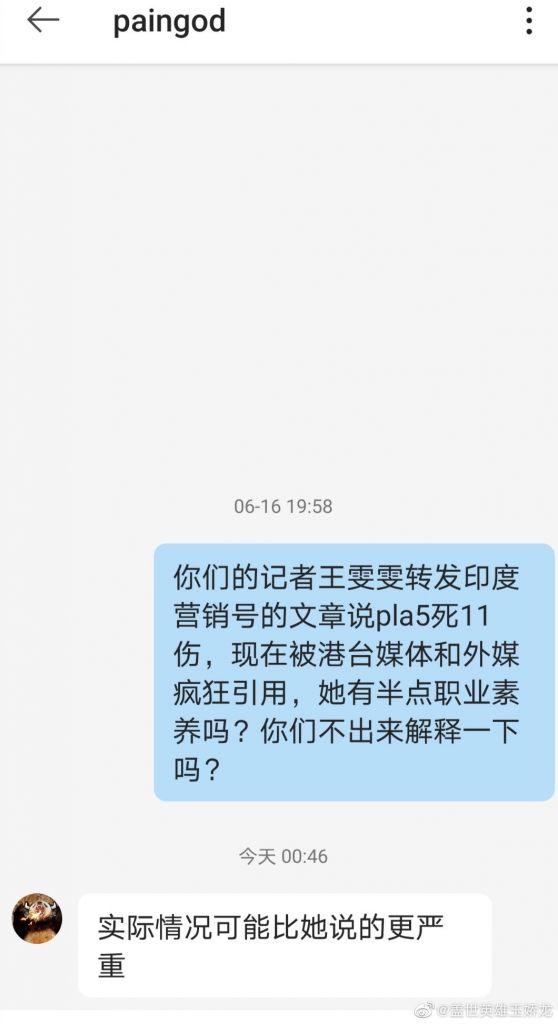 paingod
06-16 19:58
你们的记者王雯雯转发印度
营销号的文章说pla5死11
伤，现在被港台媒体和外媒
疯狂引用，她有半点职业素
养吗？你们不出来解释一下
吗？
今天 00:46
实际情况可能比她说的更严
重
@盖世英雄玉娇龙